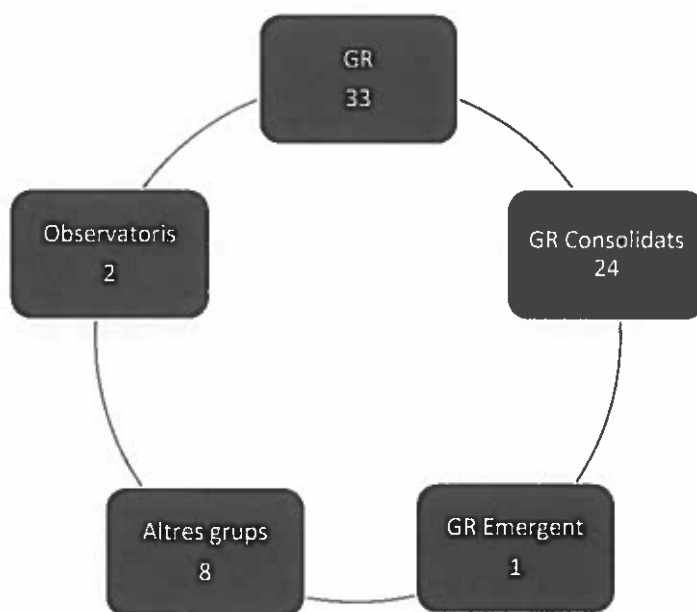 GR
33
GR Consolidats
24
GR Emergent
1
Altres grups
8
Observatoris
2